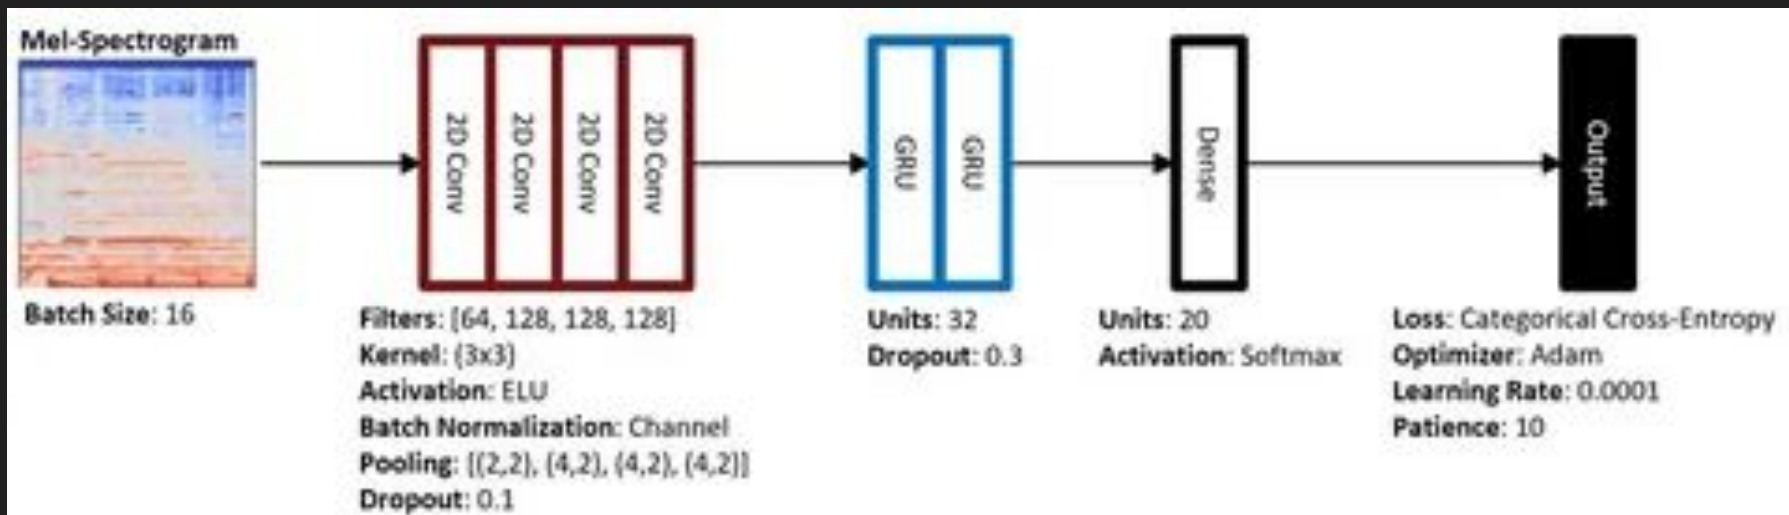 Mel-Spectrogram
2D Conv
2D Conv
2D Conv
2D Conv
GRU
GRU
Dense
Output
Batch Size: 16
Filters: [64, 128, 128, 128]
Kernel: (3x3)
Activation: ELU
Batch Normalization: Channel
Pooling: [(2,2), (4,2), (4,2), (4,2)]
Dropout: 0.1
Units: 32
Dropout: 0.3
Units: 20
Activation: Softmax
Loss: Categorical Cross-Entropy
Optimizer: Adam
Learning Rate: 0.0001
Patience: 10